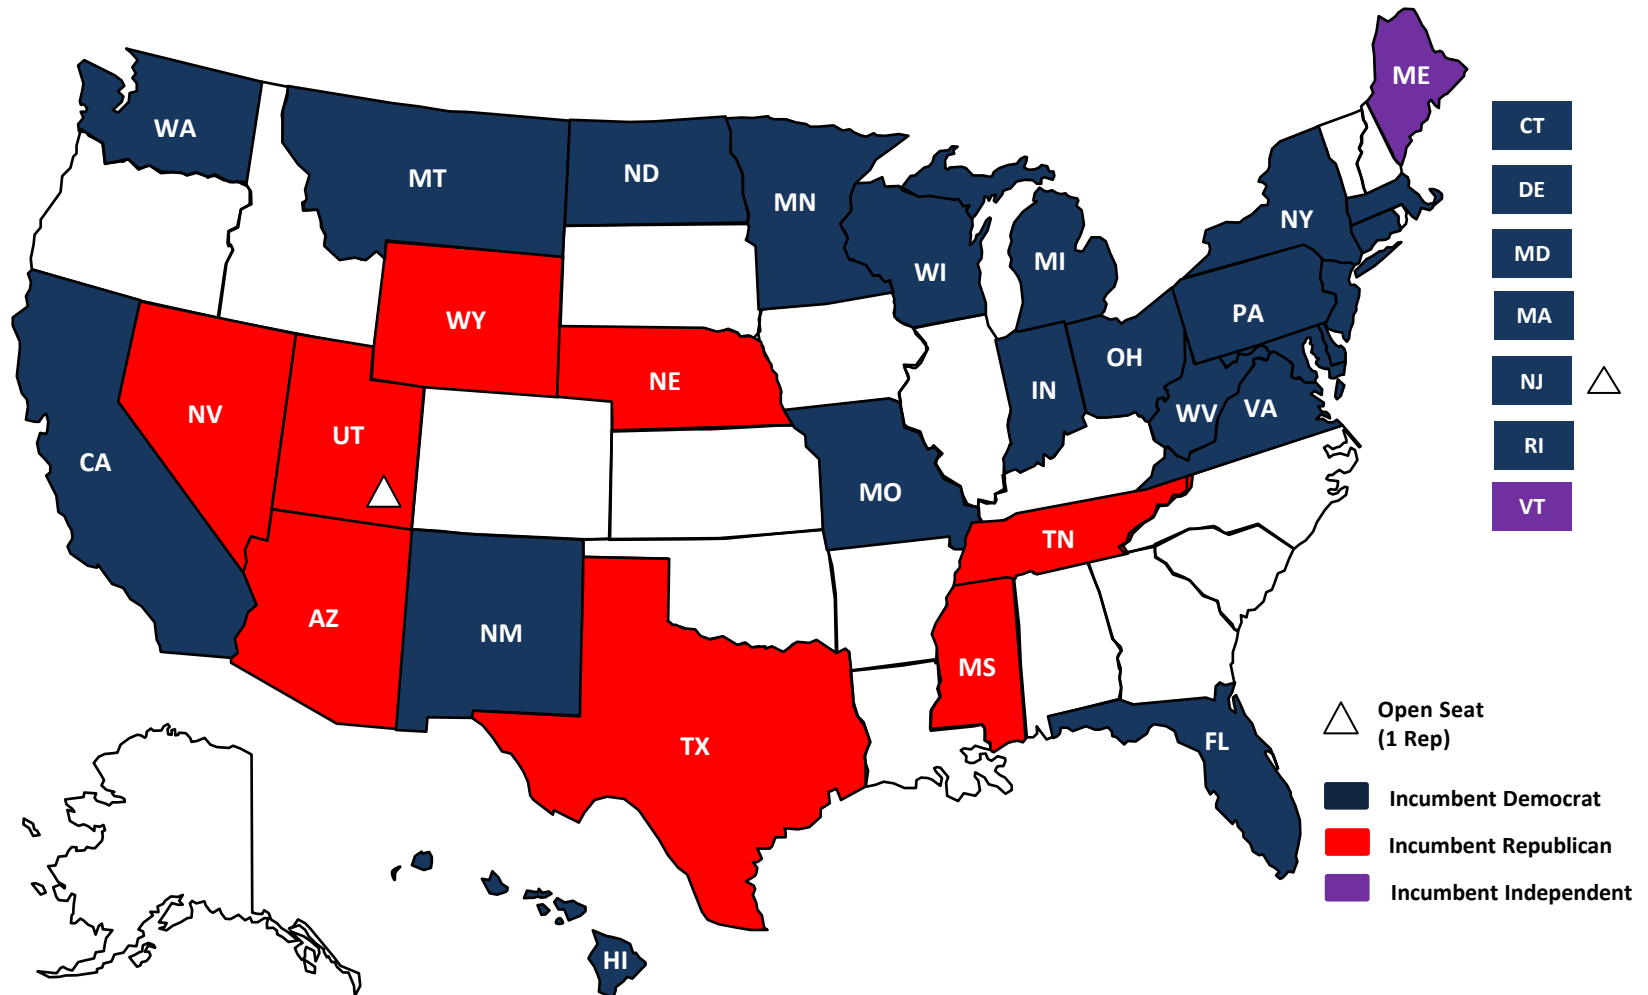 ME
WA
CT
MT
ND
MN
DE
NY
MD
WI
MI
PA
MA
WY
OH
NE
IN
NJ
NV
WV
VA
UT
RI
CA
MO
VT
TN
AZ
NM
MS
TX
FL
HI
Open Seat
(1 Rep)
Incumbent Democrat
Incumbent Republican
Incumbent Independent